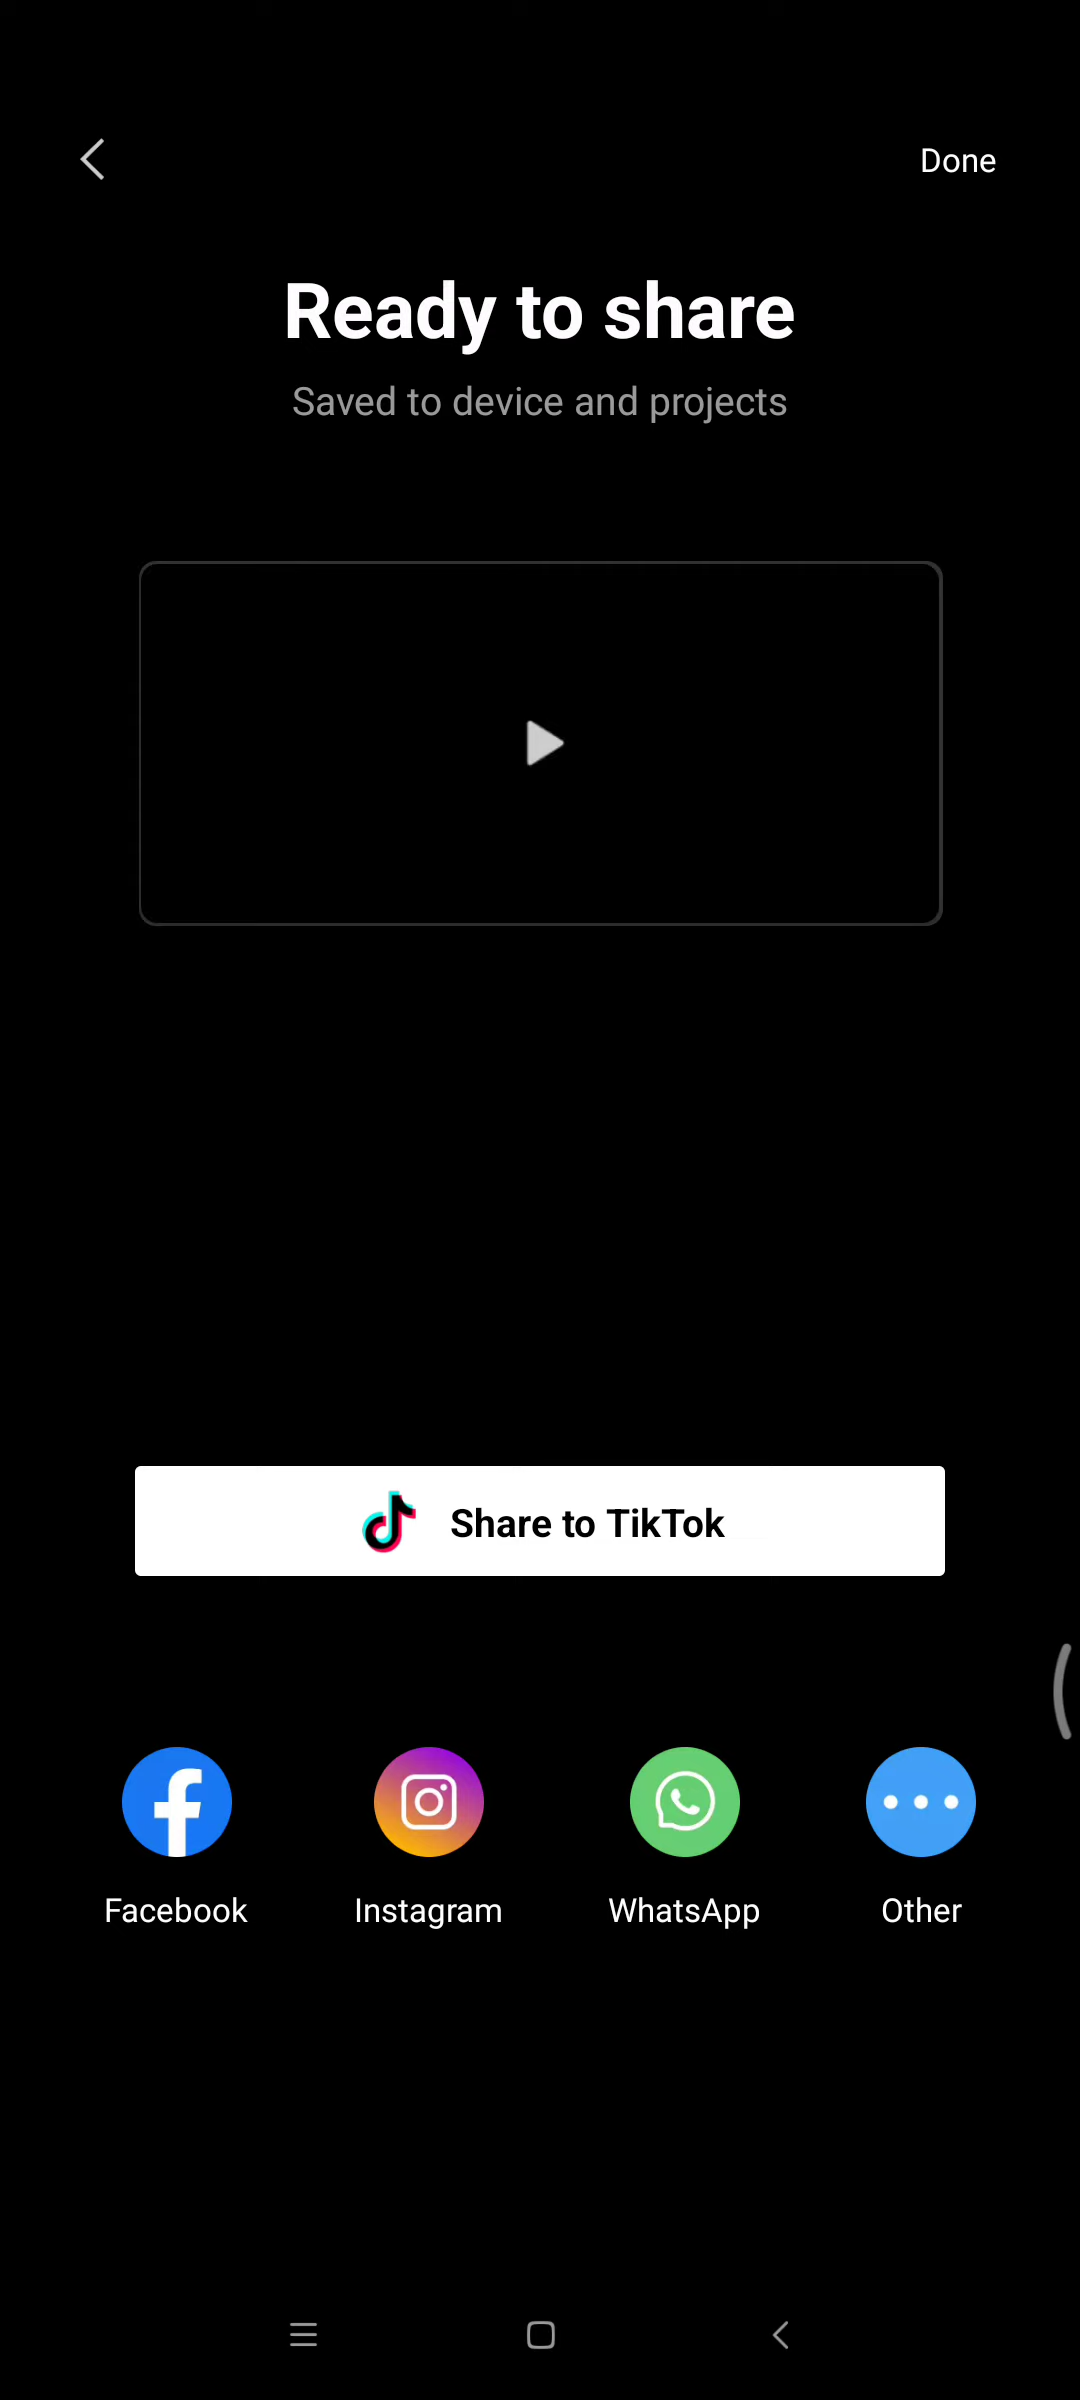 Done
Ready to share
Saved to device and projects
Share to TikTok
Facebook
Instagram
WhatsApp
Other